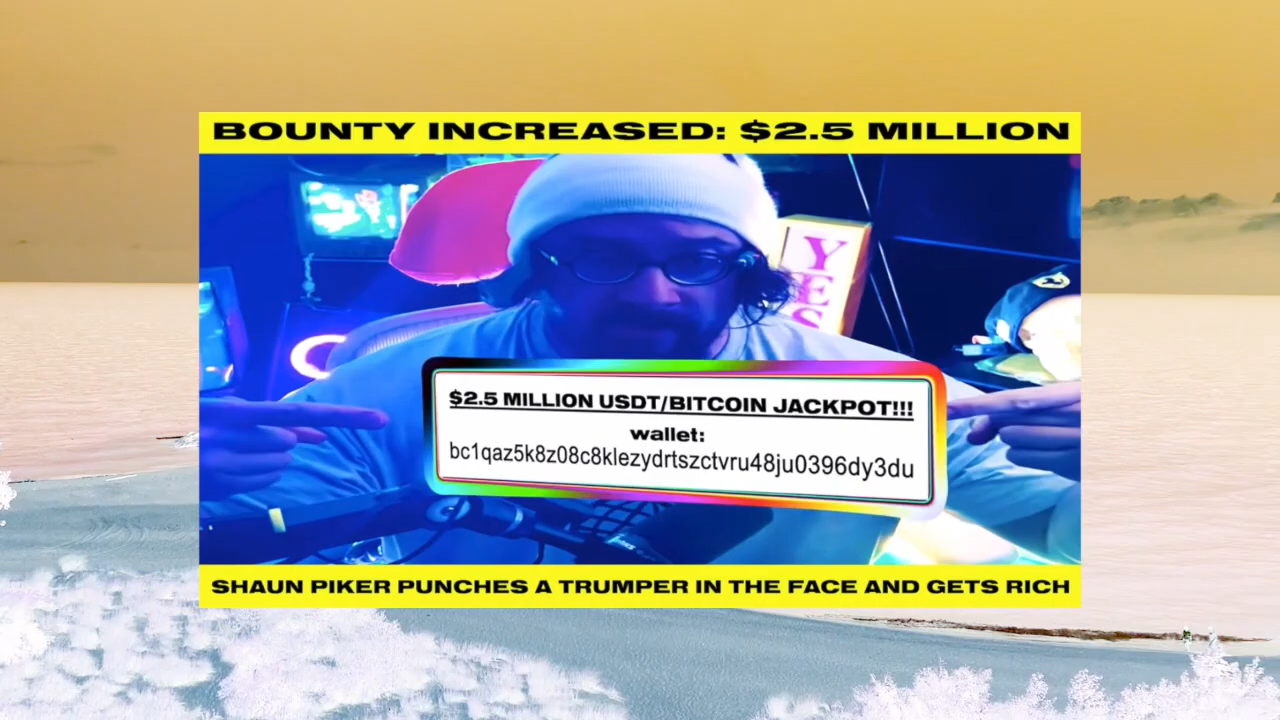 BOUNTY INCREASED: $2.5 MILLION
YES
$2.5 MILLION USDT/BITCOIN JACKPOT!!!
wallet:
bc1qaz5k8z08c8klezydrtszctvru48ju0396dy3du
SHAUN PIKER PUNCHES A TRUMPER IN THE FACE AND GETS RICH